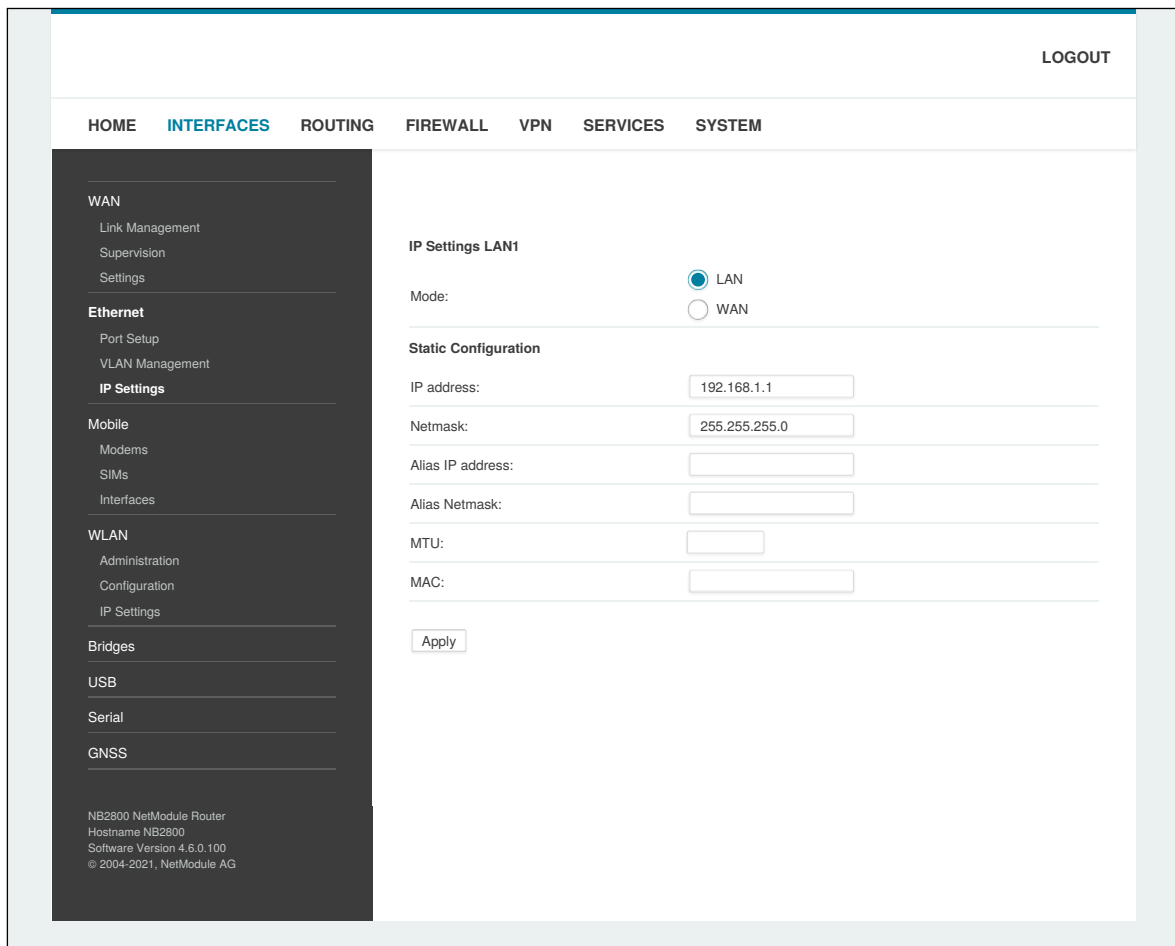 LOGOUT
HOME INTERFACES ROUTING FIREWALL VPN SERVICES SYSTEM
WAN
Link Management
Supervision
Settings
Ethernet
Port Setup
VLAN Management
IP Settings
Mobile
Modems
SIMs
Interfaces
WLAN
Administration
Configuration
IP Settings
Bridges
USB
Serial
GNSS
NB2800 NetModule Router
Hostname NB2800
Software Version 4.6.0.100
© 2004-2021, NetModule AG
IP Settings LAN1
Mode:
LAN
WAN
Static Configuration
IP address: 192.168.1.1
Netmask: 255.255.255.0
Alias IP address:
Alias Netmask:
MTU:
MAC:
Apply